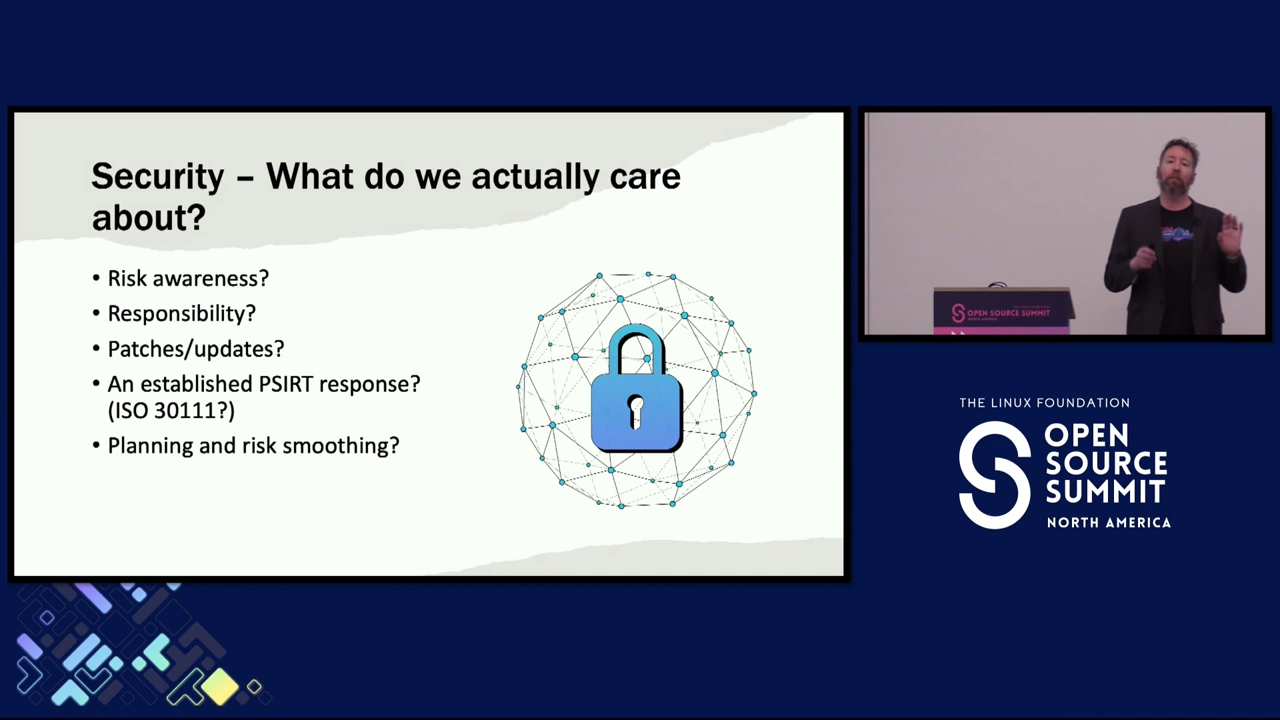 Security – What do we actually care
about?
• Risk awareness?
• Responsibility?
• Patches/updates?
• An established PSIRT response?
(ISO 30111?)
• Planning and risk smoothing?
OPEN SOURCE SUMMIT
THE LINUX FOUNDATION
OPEN
SOURCE
SUMMIT
NORTH AMERICA